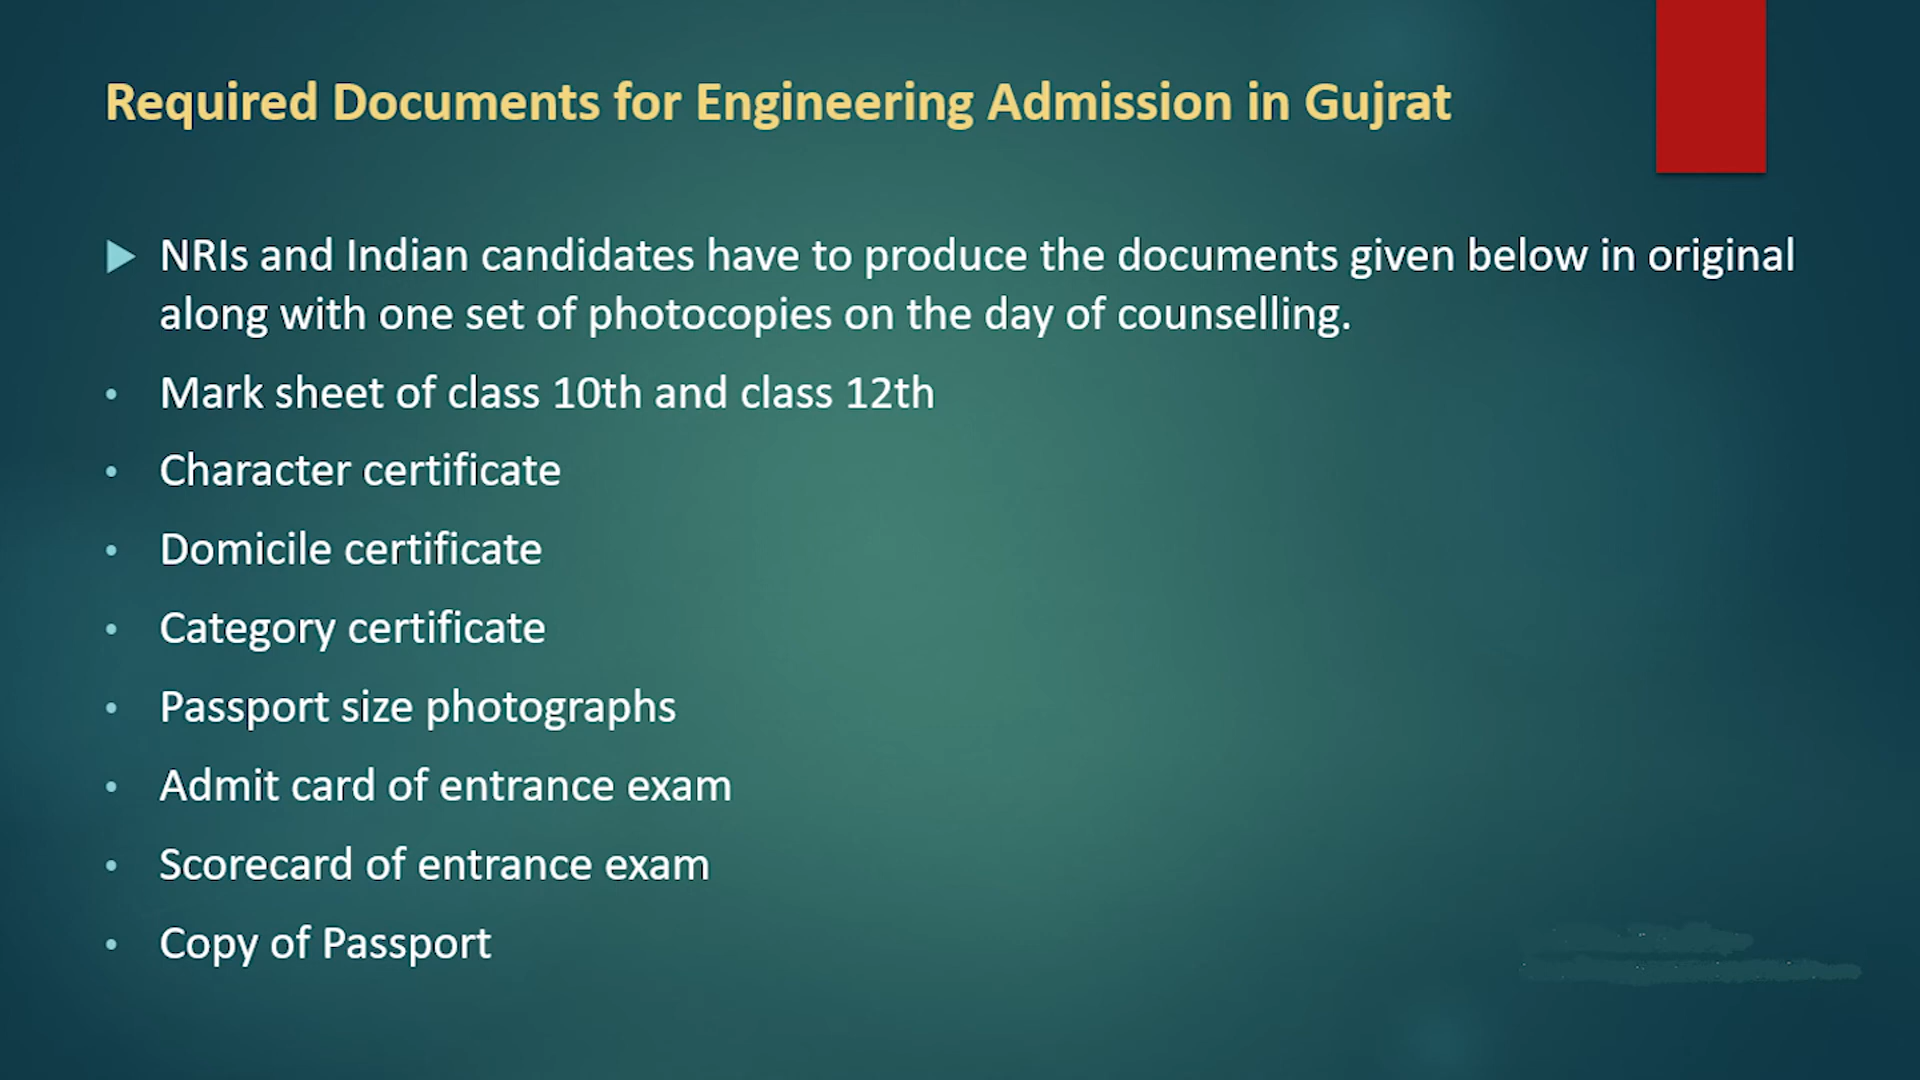 Required Documents for Engineering Admission in Gujrat
NRIs and Indian candidates have to produce the documents given below in original
along with one set of photocopies on the day of counselling.
Mark sheet of class 10th and class 12th
Character certificate
Domicile certificate
Category certificate
Passport size photographs
Admit card of entrance exam
Scorecard of entrance exam
Copy of Passport